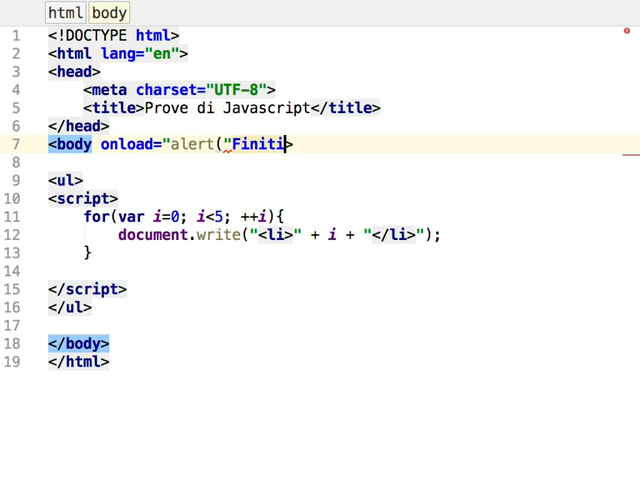 html body
1 <!DOCTYPE html>
2 <html lang="en">
3 <head>
4 <meta charset="UTF-8">
5 <title>Prove di Javascript</title>
6 </head>
7 <body onload="alert("Finiti>
8
9 <ul>
10 <script>
11 for(var i=0; i<5; ++i){
12 document.write("<li>" + i + "</li>");
13 }
14
15 </script>
16 </ul>
17
18 </body>
19 </html>